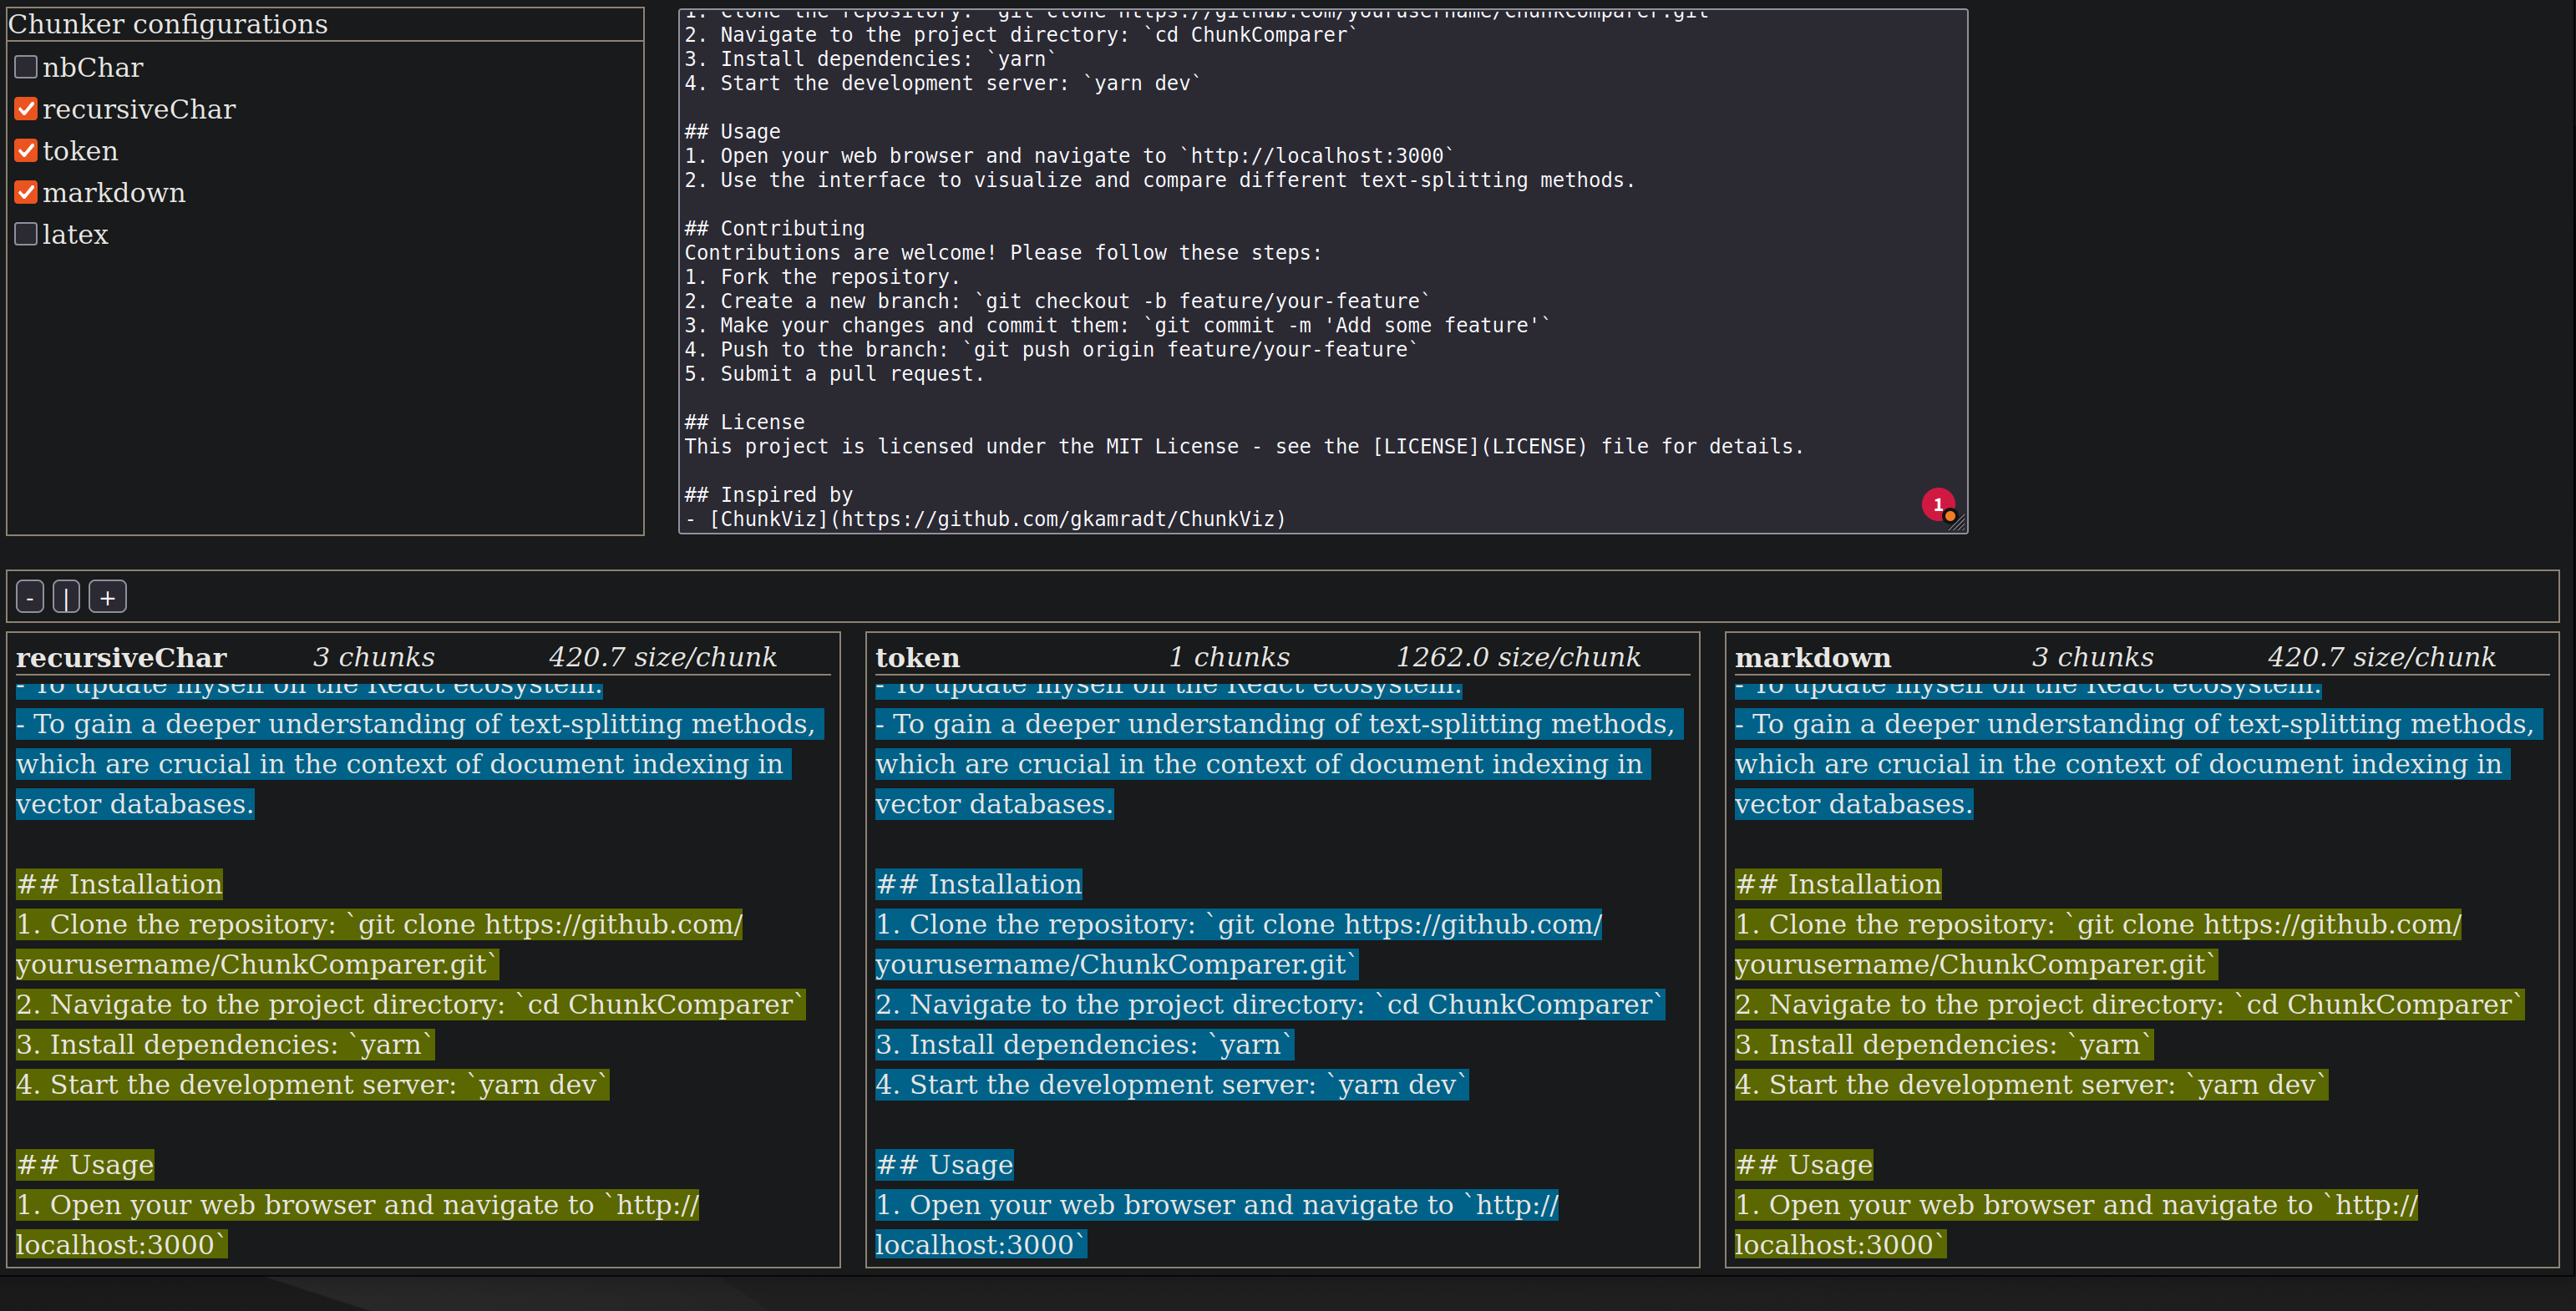 Chunker configurations
nbChar
recursiveChar
token
markdown
latex
1. Clone the repository: `git clone https://github.com/yourusername/ChunkComparer.git`
2. Navigate to the project directory: `cd ChunkComparer`
3. Install dependencies: `yarn`
4. Start the development server: `yarn dev`
## Usage
1. Open your web browser and navigate to `http://localhost:3000`
2. Use the interface to visualize and compare different text-splitting methods.
## Contributing
Contributions are welcome! Please follow these steps:
1. Fork the repository.
2. Create a new branch: `git checkout -b feature/your-feature`
3. Make your changes and commit them: `git commit -m 'Add some feature'`
4. Push to the branch: `git push origin feature/your-feature`
5. Submit a pull request.
## License
This project is licensed under the MIT License - see the [LICENSE](LICENSE) file for details.
## Inspired by
- [ChunkViz](https://github.com/gkamradt/ChunkViz)
1
- | +
recursiveChar 3 chunks 420.7 size/chunk
- To update myself on the React ecosystem.
- To gain a deeper understanding of text-splitting methods,
which are crucial in the context of document indexing in
vector databases.
## Installation
1. Clone the repository: `git clone https://github.com/
yourusername/ChunkComparer.git`
2. Navigate to the project directory: `cd ChunkComparer`
3. Install dependencies: `yarn`
4. Start the development server: `yarn dev`
## Usage
1. Open your web browser and navigate to `http://
localhost:3000`
token 1 chunks 1262.0 size/chunk
- To update myself on the React ecosystem.
- To gain a deeper understanding of text-splitting methods,
which are crucial in the context of document indexing in
vector databases.
## Installation
1. Clone the repository: `git clone https://github.com/
yourusername/ChunkComparer.git`
2. Navigate to the project directory: `cd ChunkComparer`
3. Install dependencies: `yarn`
4. Start the development server: `yarn dev`
## Usage
1. Open your web browser and navigate to `http://
localhost:3000`
markdown 3 chunks 420.7 size/chunk
- To update myself on the React ecosystem.
- To gain a deeper understanding of text-splitting methods,
which are crucial in the context of document indexing in
vector databases.
## Installation
1. Clone the repository: `git clone https://github.com/
yourusername/ChunkComparer.git`
2. Navigate to the project directory: `cd ChunkComparer`
3. Install dependencies: `yarn`
4. Start the development server: `yarn dev`
## Usage
1. Open your web browser and navigate to `http://
localhost:3000`